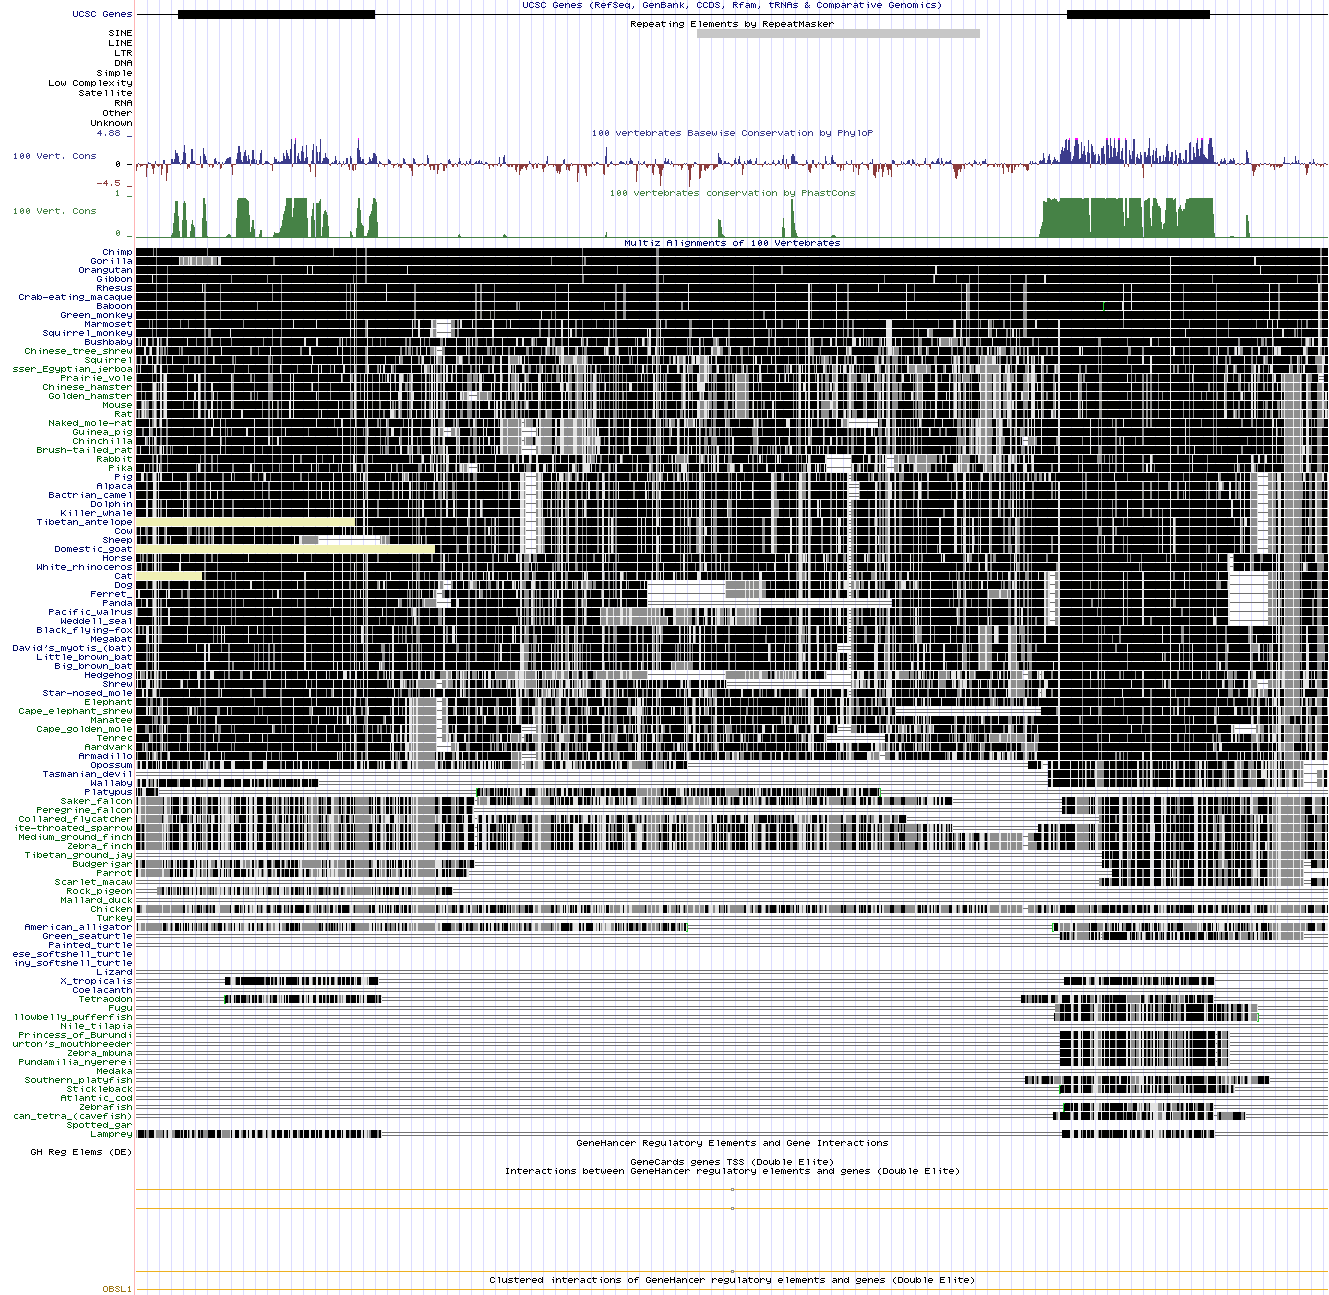 UCSC Genes (RefSeq, GenBank, CCDS, Rfam, tRNAs & Comparative Genomics)
UCSC Genes
Repeating Elements by RepeatMasker
SINE
LINE
LTR
DNA
Simple
Low Complexity
Satellite
RNA
Other
Unknown
4.88 _
100 vertebrates Basewise Conservation by PhyloP
100 Vert. Cons
0 _
-4.5 _
1 _
100 vertebrates conservation by PhastCons
100 Vert. Cons
0 _
Multiz Alignments of 100 Vertebrates
Chimp
Gorilla
Orangutan
Gibbon
Rhesus
Crab-eating_macaque
Baboon
Green_monkey
Marmoset
Squirrel_monkey
Bushbaby
Chinese_tree_shrew
Squirrel
sser_Egyptian_jerboa
Prairie_vole
Chinese_hamster
Golden_hamster
Mouse
Rat
Naked_mole-rat
Guinea_pig
Chinchilla
Brush-tailed_rat
Rabbit
Pika
Pig
Alpaca
Bactrian_camel
Dolphin
Killer_whale
Tibetan_antelope
Cow
Sheep
Domestic_goat
Horse
White_rhinoceros
Cat
Dog
Ferret_
Panda
Pacific_walrus
Weddell_seal
Black_flying-fox
Megabat
David's_myotis_(bat)
Little_brown_bat
Big_brown_bat
Hedgehog
Shrew
Star-nosed_mole
Elephant
Cape_elephant_shrew
Manatee
Cape_golden_mole
Tenrec
Aardvark
Armadillo
Opossum
Tasmanian_devil
Wallaby
Platypus
Saker_falcon
Peregrine_falcon
Collared_flycatcher
ite-throated_sparrow
Medium_ground_finch
Zebra_finch
Tibetan_ground_jay
Budgerigar
Parrot
Scarlet_macaw
Rock_pigeon
Mallard_duck
Chicken
Turkey
American_alligator
Green_seaturtle
Painted_turtle
ese_softshell_turtle
iny_softshell_turtle
Lizard
X_tropicalis
Coelacanth
Tetraodon
Fugu
llowbelly_pufferfish
Nile_tilapia
Princess_of_Burundi
urton's_mouthbreeder
Zebra_mbuna
Pundamilia_nyererei
Medaka
Southern_platyfish
Stickleback
Atlantic_cod
Zebrafish
can_tetra_(cavefish)
Spotted_gar
Lamprey
GeneHancer Regulatory Elements and Gene Interactions
GH Reg Elems (DE)
GeneCards genes TSS (Double Elite)
Interactions between GeneHancer regulatory elements and genes (Double Elite)
Clustered interactions of GeneHancer regulatory elements and genes (Double Elite)
OBSL1